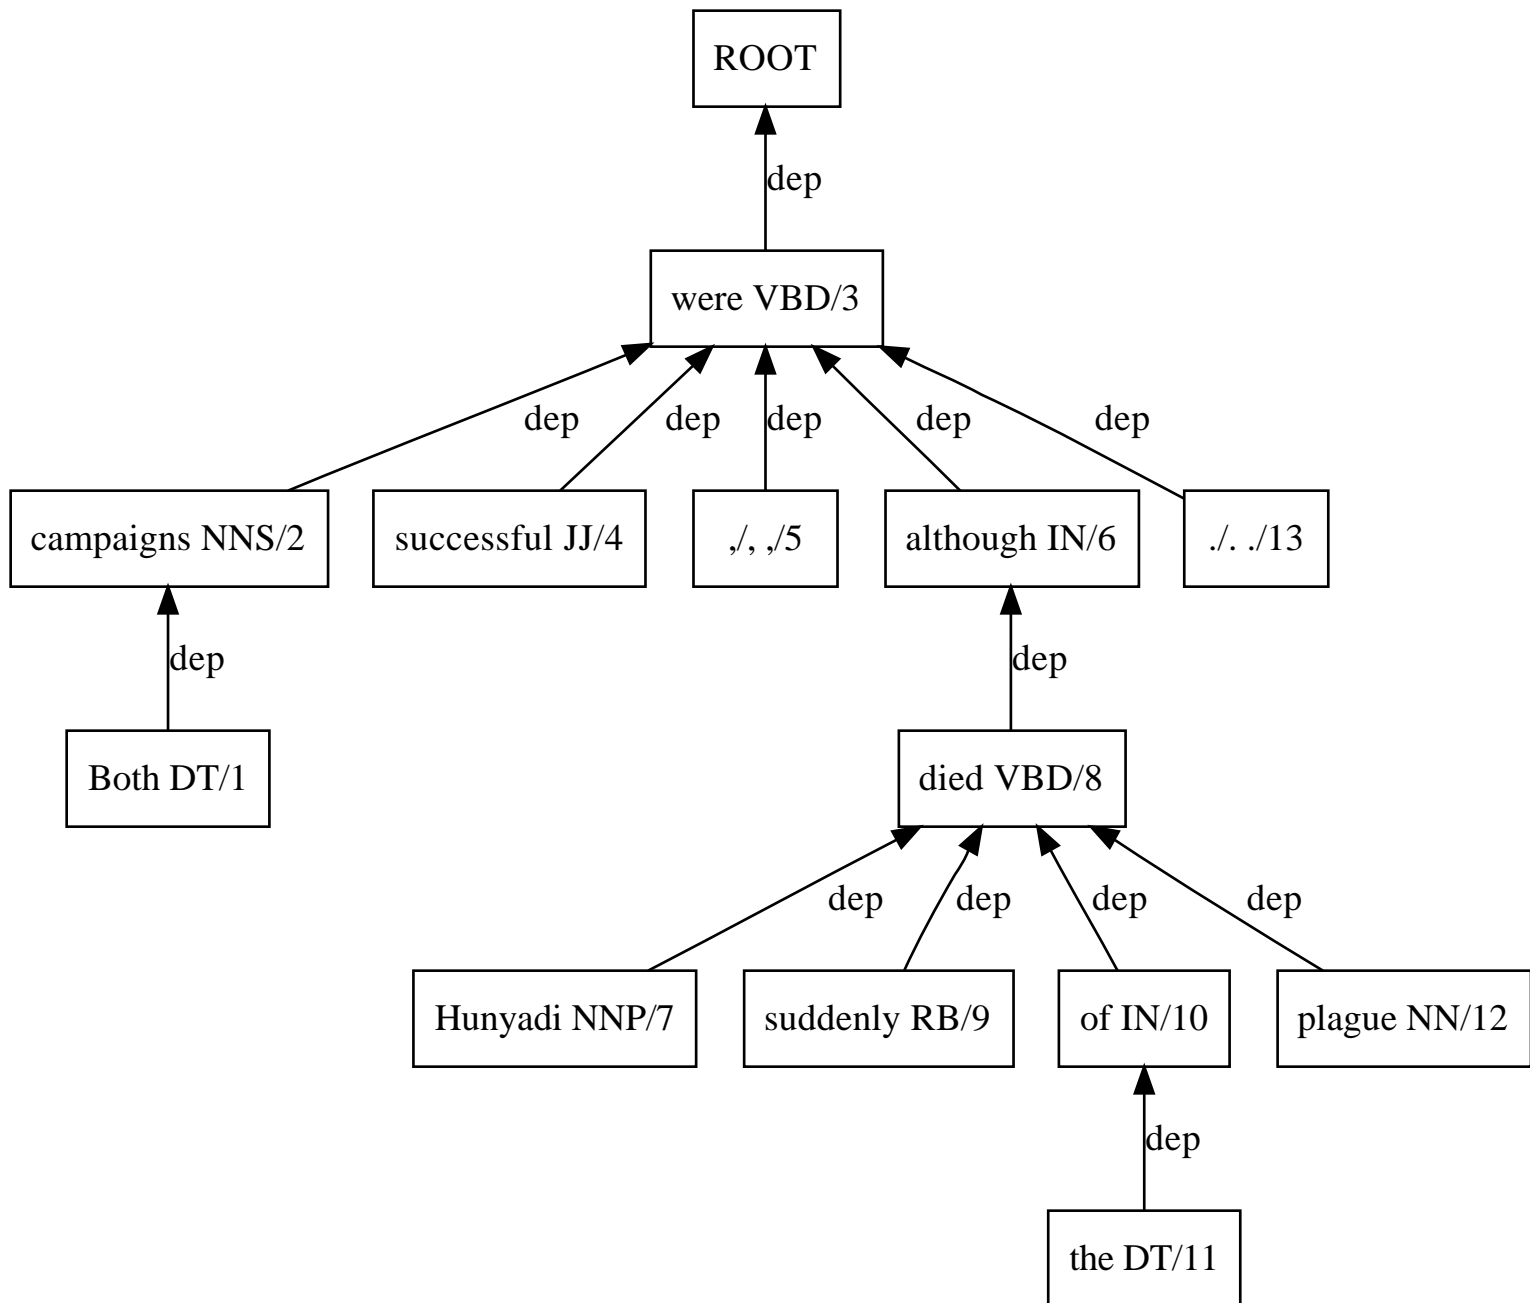 ROOT
dep
were VBD/3
dep dep dep dep dep
campaigns NNS/2 successful JJ/4 ,/, ,/5 although IN/6 ./. ./13
dep dep
Both DT/1 died VBD/8
dep dep dep dep
Hunyadi NNP/7 suddenly RB/9 of IN/10 plague NN/12
dep
the DT/11